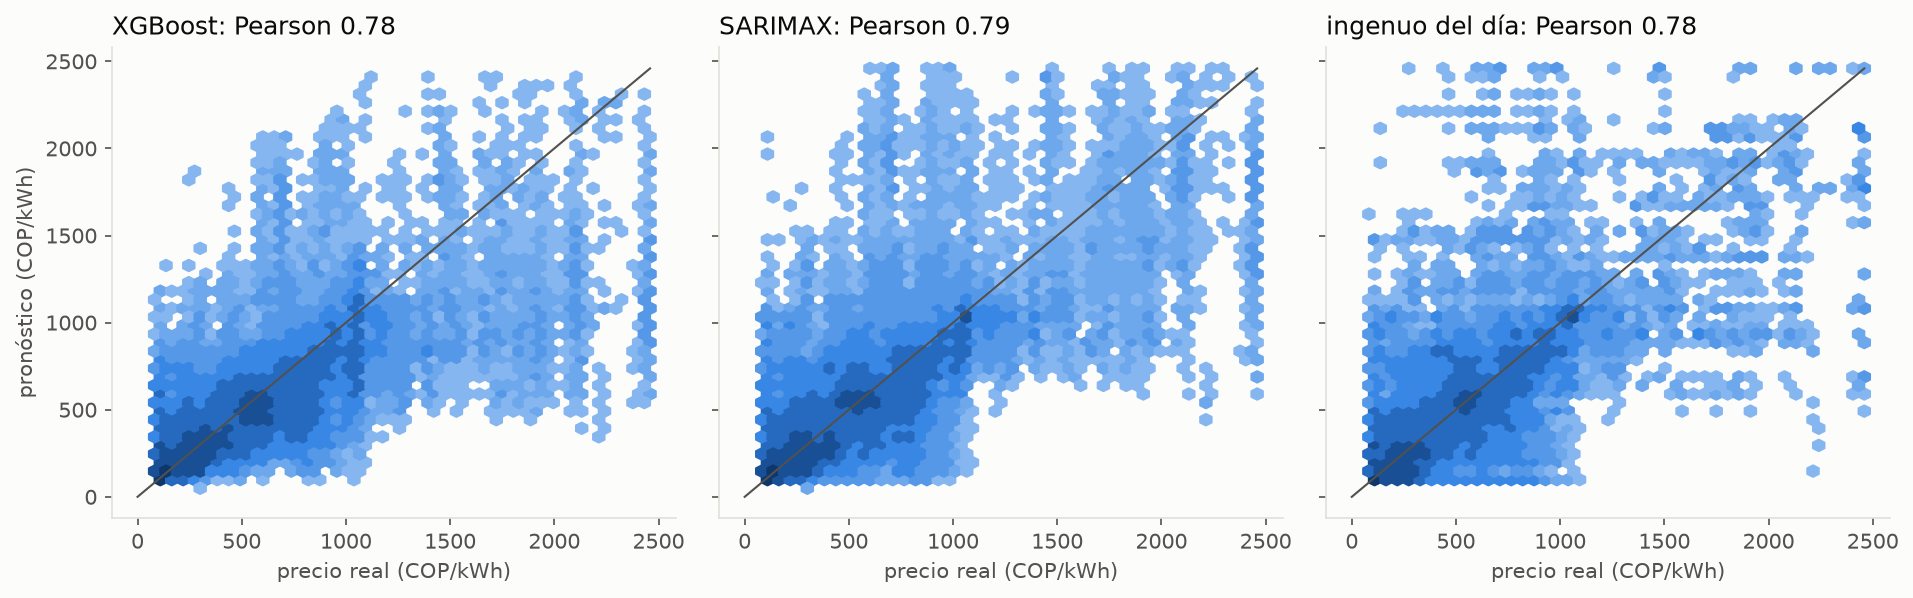 XGBoost: Pearson 0.78
SARIMAX: Pearson 0.79
ingenuo del día: Pearson 0.78
pronóstico (COP/kWh)
2500
2000
1500
1000
500
0
0 500 1000 1500 2000 2500
0 500 1000 1500 2000 2500
0 500 1000 1500 2000 2500
precio real (COP/kWh)
precio real (COP/kWh)
precio real (COP/kWh)